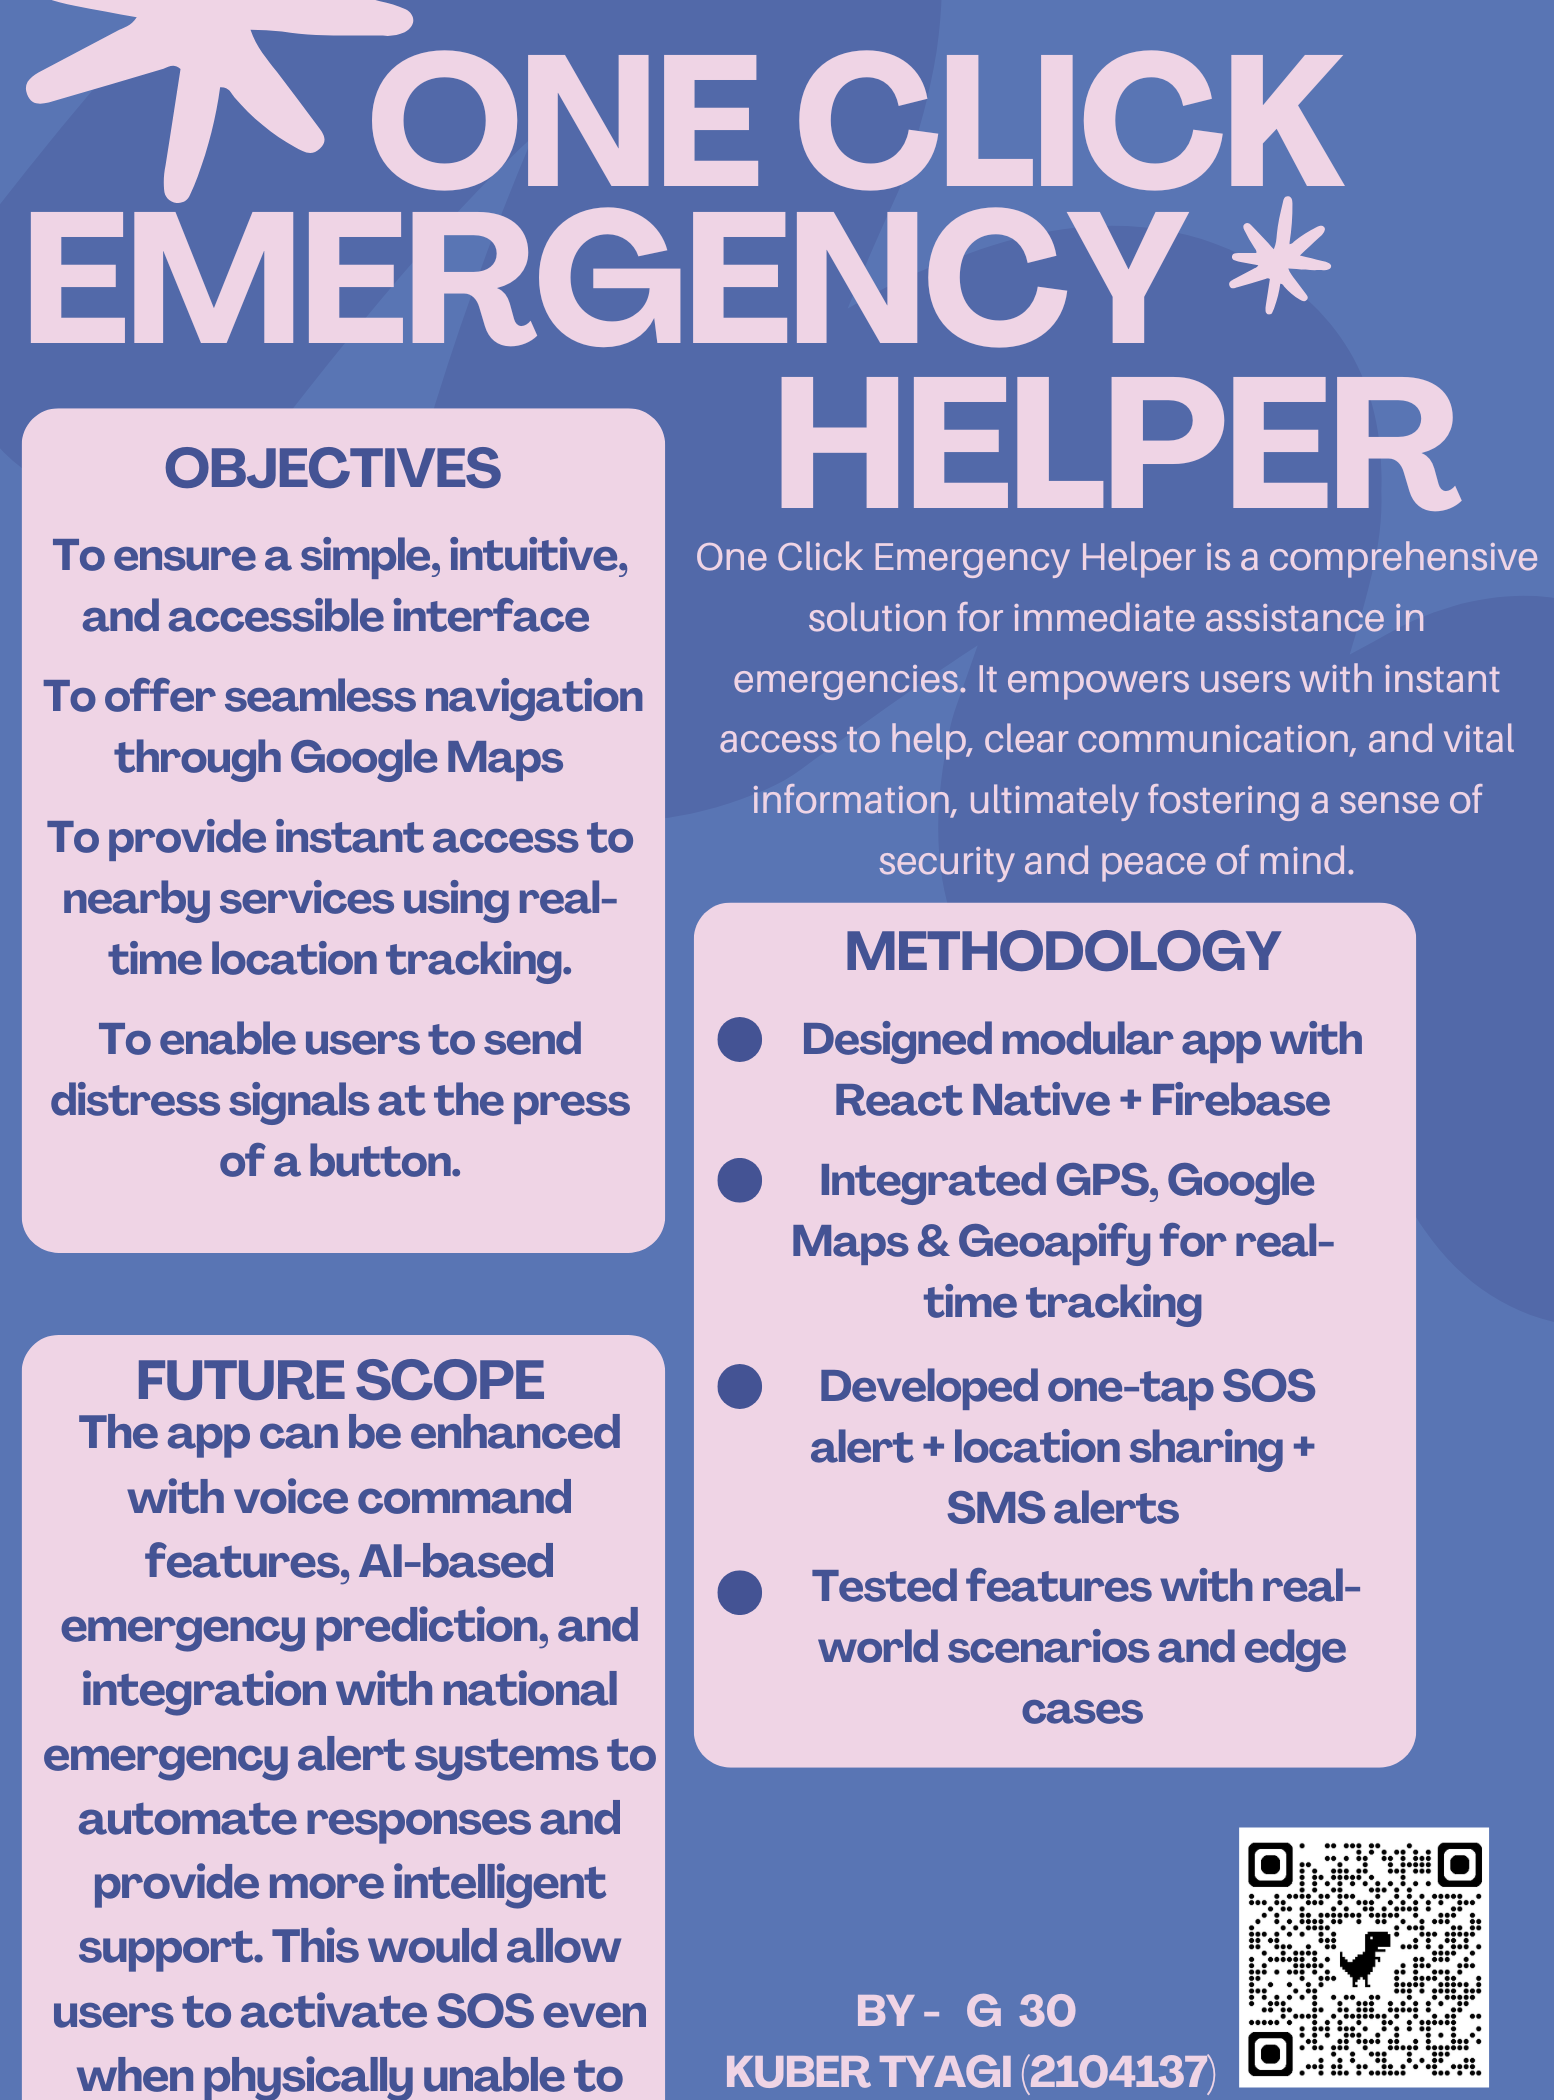 ONE CLICK
EMERGENCY
HELPER
OBJECTIVES
To ensure a simple, intuitive,
and accessible interface
To offer seamless navigation
through Google Maps
To provide instant access to
nearby services using real-
time location tracking.
To enable users to send
distress signals at the press
of a button.
One Click Emergency Helper is a comprehensive
solution for immediate assistance in
emergencies. It empowers users with instant
access to help, clear communication, and vital
information, ultimately fostering a sense of
security and peace of mind.
METHODOLOGY
Designed modular app with
React Native + Firebase
Integrated GPS, Google
Maps & Geoapify for real-
time tracking
Developed one-tap SOS
alert + location sharing +
SMS alerts
Tested features with real-
world scenarios and edge
cases
FUTURE SCOPE
The app can be enhanced
with voice command
features, AI-based
emergency prediction, and
integration with national
emergency alert systems to
automate responses and
provide more intelligent
support. This would allow
users to activate SOS even
when physically unable to
BY - G 30
KUBER TYAGI (2104137)